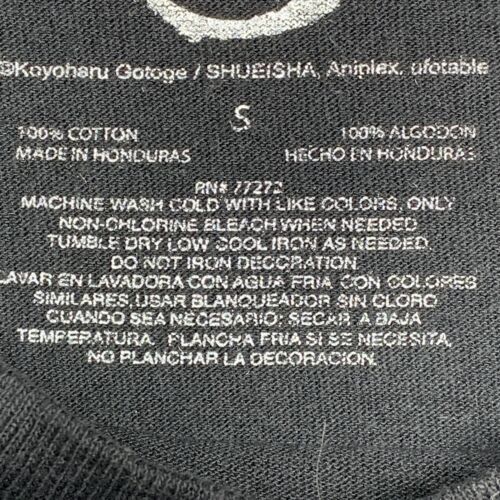 ©Koyoharu Gotoge / SHUEISHA, Aniplex, ufotable
S
100% COTTON
MADE IN HONDURAS
100% ALGODON
HECHO EN HONDURAS
RN# 77272
MACHINE WASH COLD WITH LIKE COLORS, ONLY
NON-CHLORINE BLEACH WHEN NEEDED
TUMBLE DRY LOW COOL IRON AS NEEDED.
DO NOT IRON DECORATION
LAVAR EN LAVADORA CON AGUA FRIA CON COLORES
SIMILARES, USAR BLANQUEADOR SIN CLORO
CUANDO SEA NECESARIO; SECAR A BAJA
TEMPERATURA. PLANCHA FRIA SI SE NECESITA,
NO PLANCHAR LA DECORACION.